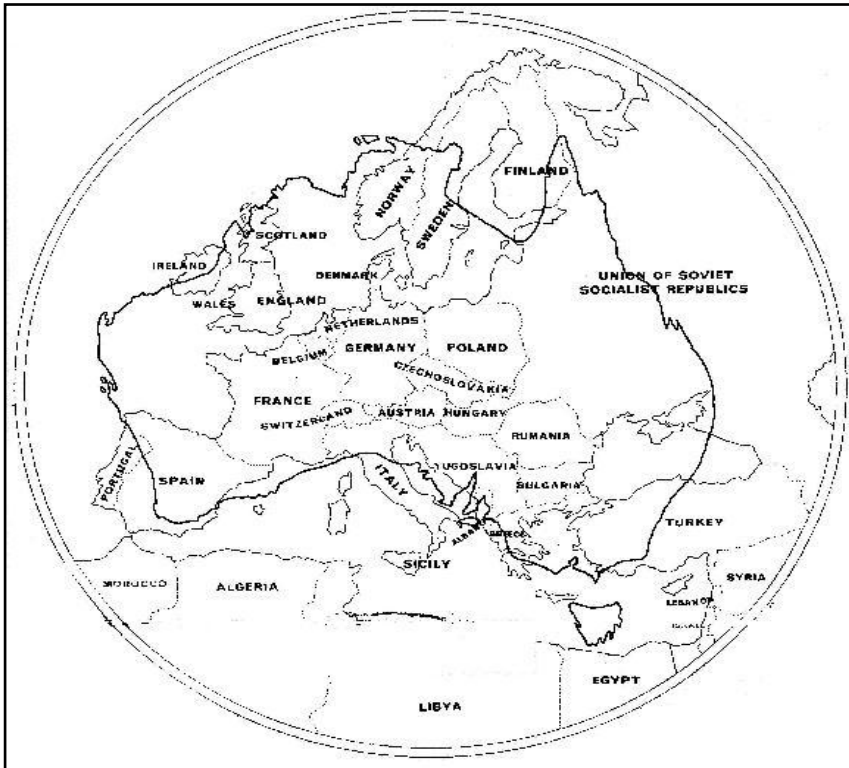 FINLAND
NORWAY
SWEDEN
SCOTLAND
IRELAND
DENMARK
UNION OF SOVIET
SOCIALIST REPUBLICS
WALES
ENGLAND
NETHERLANDS
BELGIUM
GERMANY
POLAND
CZECHOSLOVAKIA
FRANCE
SWITZERLAND
AUSTRIA
HUNGARY
RUMANIA
PORTUGAL
SPAIN
ITALY
YUGOSLAVIA
BULGARIA
ALBANIA
GREECE
TURKEY
SICILY
MOROCCO
ALGERIA
SYRIA
LEBANON
EGYPT
LIBYA